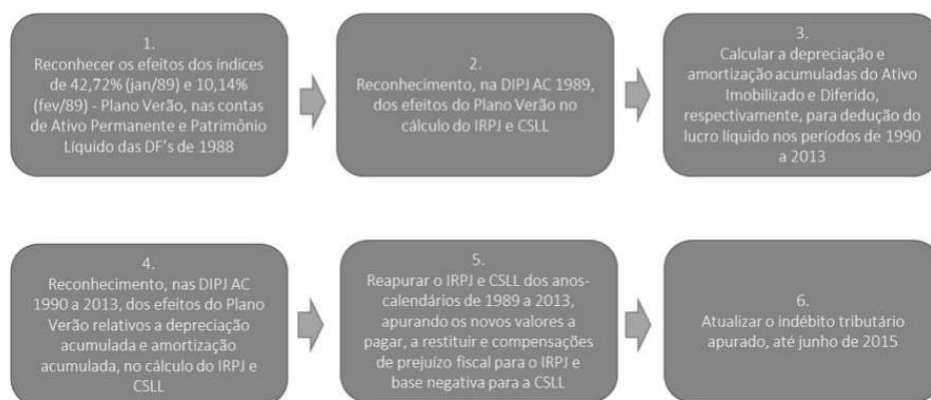 1.
Reconhecer os efeitos dos índices
de 42,72% (jan/89) e 10,14%
(fev/89) - Plano Verão, nas contas
de Ativo Permanente e Patrimônio
Líquido das DF's de 1988
2.
Reconhecimento, na DIPJ AC 1989,
dos efeitos do Plano Verão no
cálculo do IRPJ e CSLL
3.
Calcular a depreciação e
amortização acumuladas do Ativo
Imobilizado e Diferido,
respectivamente, para dedução do
lucro líquido nos períodos de 1990
a 2013
4.
Reconhecimento, nas DIPJ AC
1990 a 2013, dos efeitos do Plano
Verão relativos a depreciação
acumulada e amortização
acumulada, no cálculo do IRPJ e
CSLL
5.
Reapurar o IRPJ e CSLL dos anos-
calendários de 1989 a 2013,
apurando os novos valores a
pagar, a restituir e compensações
de prejuízo fiscal para o IRPJ e
base negativa para a CSLL
6.
Atualizar o indébito tributário
apurado, até junho de 2015